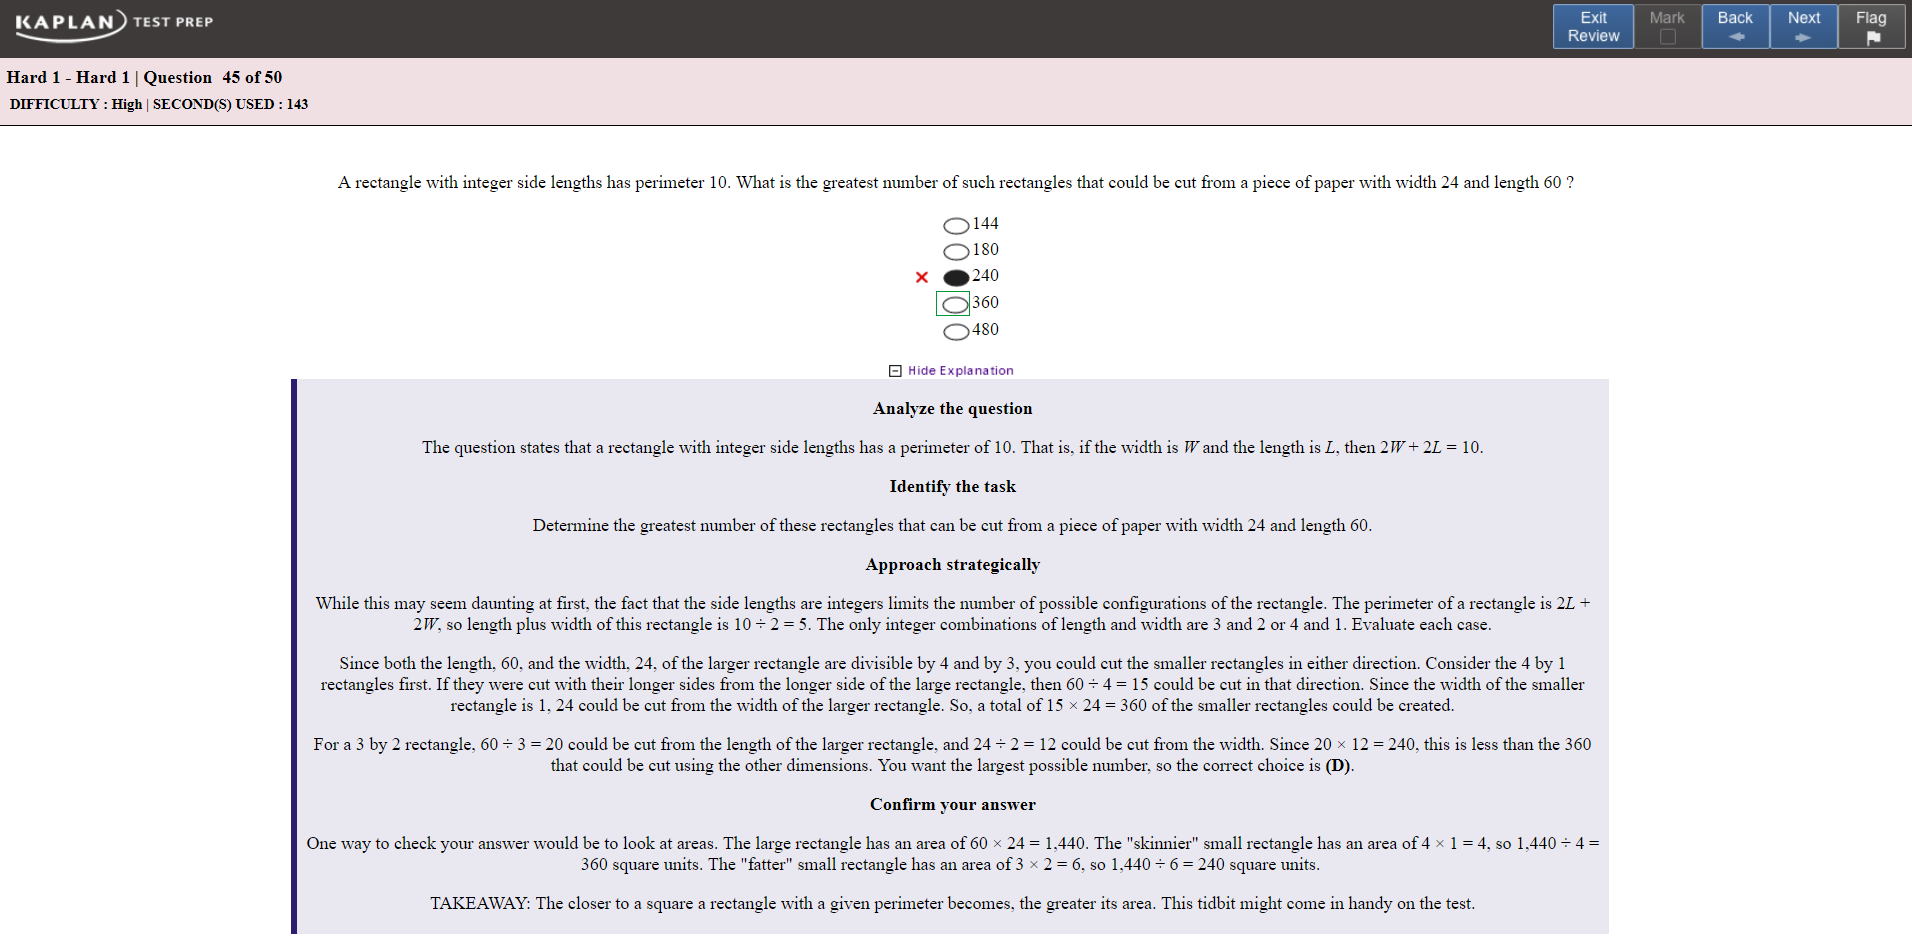 KAPLAN TEST PREP
Exit Review
Mark
Back
Next
Flag
Hard 1 - Hard 1 | Question 45 of 50
DIFFICULTY : High | SECOND(S) USED : 143
A rectangle with integer side lengths has perimeter 10. What is the greatest number of such rectangles that could be cut from a piece of paper with width 24 and length 60 ?
144
180
240
360
480
Hide Explanation
Analyze the question
The question states that a rectangle with integer side lengths has a perimeter of 10. That is, if the width is W and the length is L, then 2W + 2L = 10.
Identify the task
Determine the greatest number of these rectangles that can be cut from a piece of paper with width 24 and length 60.
Approach strategically
While this may seem daunting at first, the fact that the side lengths are integers limits the number of possible configurations of the rectangle. The perimeter of a rectangle is 2L +
2W, so length plus width of this rectangle is 10 ÷ 2 = 5. The only integer combinations of length and width are 3 and 2 or 4 and 1. Evaluate each case.
Since both the length, 60, and the width, 24, of the larger rectangle are divisible by 4 and by 3, you could cut the smaller rectangles in either direction. Consider the 4 by 1
rectangles first. If they were cut with their longer sides from the longer side of the large rectangle, then 60 ÷ 4 = 15 could be cut in that direction. Since the width of the smaller
rectangle is 1, 24 could be cut from the width of the larger rectangle. So, a total of 15 × 24 = 360 of the smaller rectangles could be created.
For a 3 by 2 rectangle, 60 ÷ 3 = 20 could be cut from the length of the larger rectangle, and 24 ÷ 2 = 12 could be cut from the width. Since 20 × 12 = 240, this is less than the 360
that could be cut using the other dimensions. You want the largest possible number, so the correct choice is (D).
Confirm your answer
One way to check your answer would be to look at areas. The large rectangle has an area of 60 × 24 = 1,440. The "skinnier" small rectangle has an area of 4 × 1 = 4, so 1,440 ÷ 4 =
360 square units. The "fatter" small rectangle has an area of 3 × 2 = 6, so 1,440 ÷ 6 = 240 square units.
TAKEAWAY: The closer to a square a rectangle with a given perimeter becomes, the greater its area. This tidbit might come in handy on the test.